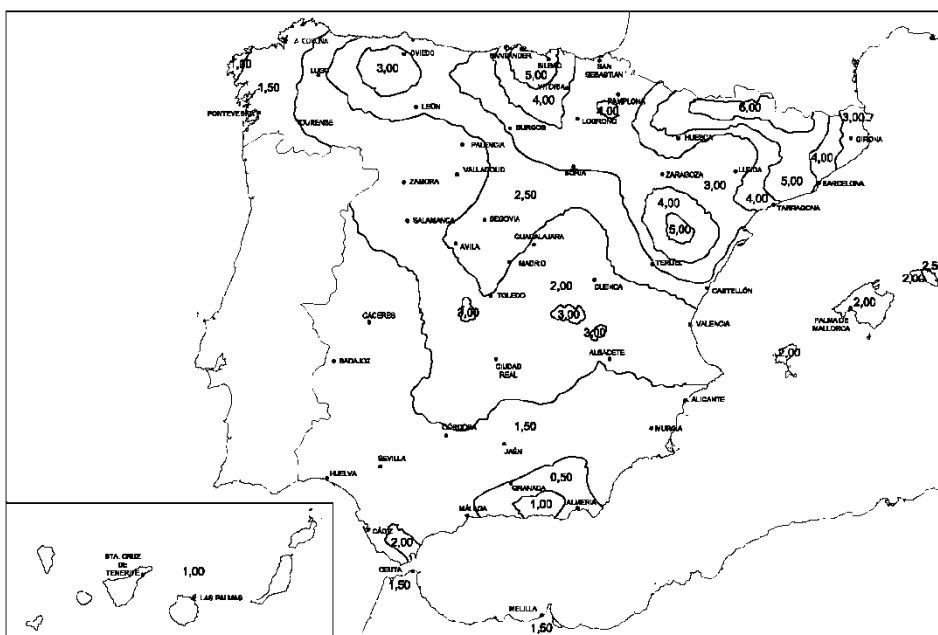 A CORUÑA
OVIEDO
SANTANDER
BILBAO
SAN
SEBASTIAN
LUGO
3,00
5,00
VITORIA
1,50
1,50
4,00
PAMPLONA
PONTEVEDRA
LEÓN
4,00
6,00
OURENSE
BURGOS
LOGROÑO
3,00
HUESCA
GIRONA
PALENCIA
4,00
VALLADOLID
SORIA
ZARAGOZA
LLEIDA
ZAMORA
3,00
5,00
BARCELONA
2,50
4,00
4,00
TARRAGONA
SALAMANCA
SEGOVIA
5,00
AVILA
GUADALAJARA
MADRID
TERUEL
2,5
2,00
TOLEDO
2,00
CUENCA
CASTELLÓN
2,00
3,00
3,00
CÁCERES
VALENCIA
PALMA DE
MALLORCA
3,00
2,00
BADAJOZ
CIUDAD
REAL
ALBACETE
ALICANTE
CÓRDOBA
1,50
MURCIA
JAÉN
SEVILLA
HUELVA
0,50
GRANADA
1,00
ALMERIA
MÁLAGA
CÁDIZ
2,00
CEUTA
1,50
MELILLA
1,50
STA. CRUZ
DE
TENERIFE
1,00
LAS PALMAS